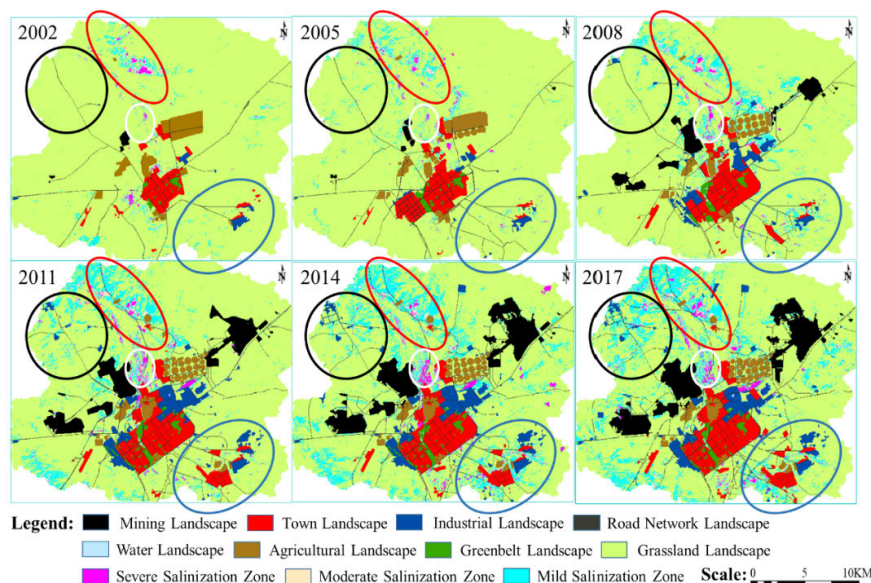 2002
N
2005
N
2008
N
2011
N
2014
N
2017
N
Legend: Mining Landscape Town Landscape Industrial Landscape Road Network Landscape
Water Landscape Agricultural Landscape Greenbelt Landscape Grassland Landscape
Severe Salinization Zone Moderate Salinization Zone Mild Salinization Zone Scale: 0 5 10KM